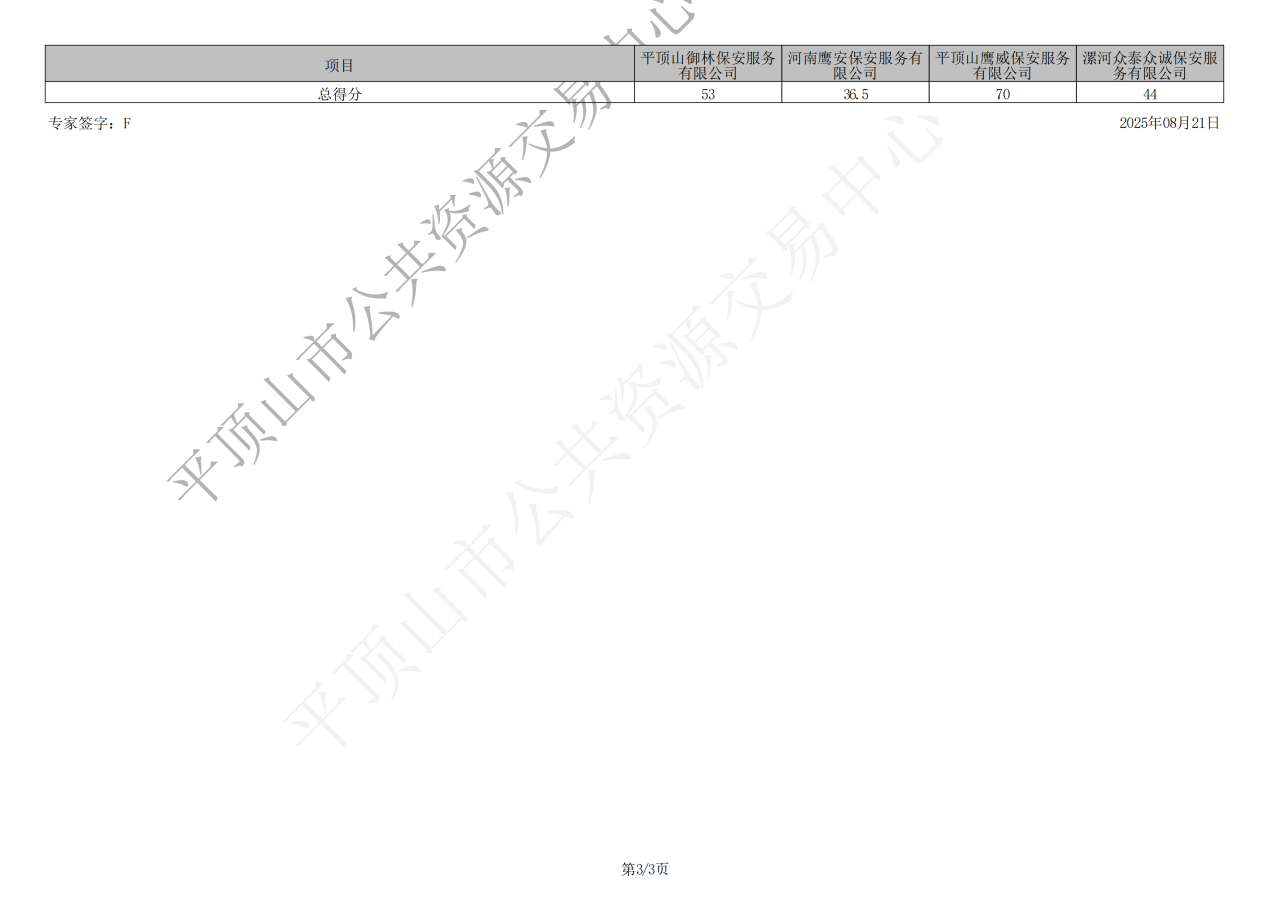 项目
平顶山御林保安服务
有限公司
河南鹰安保安服务有
限公司
平顶山鹰威保安服务
有限公司
漯河众泰众诚保安服
务有限公司
总得分 53 36.5 70 44
专家签字：F 2025年08月21日
平顶山市公共资源交易中心
平顶山市公共资源交易中心
第3/3页